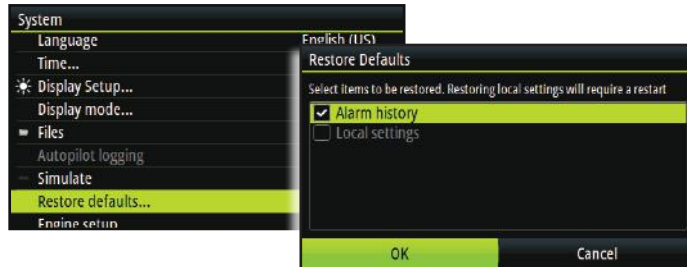 System
Language English (US)
Time...
Display Setup...
Display mode...
Files
Autopilot logging
Simulate
Restore defaults...
Engine setup
Restore Defaults
Select items to be restored. Restoring local settings will require a restart
Alarm history
Local settings
OK Cancel